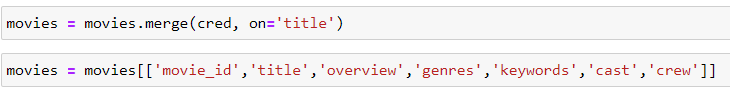 movies = movies.merge(cred, on='title')
movies = movies[['movie_id','title','overview','genres','keywords','cast','crew']]